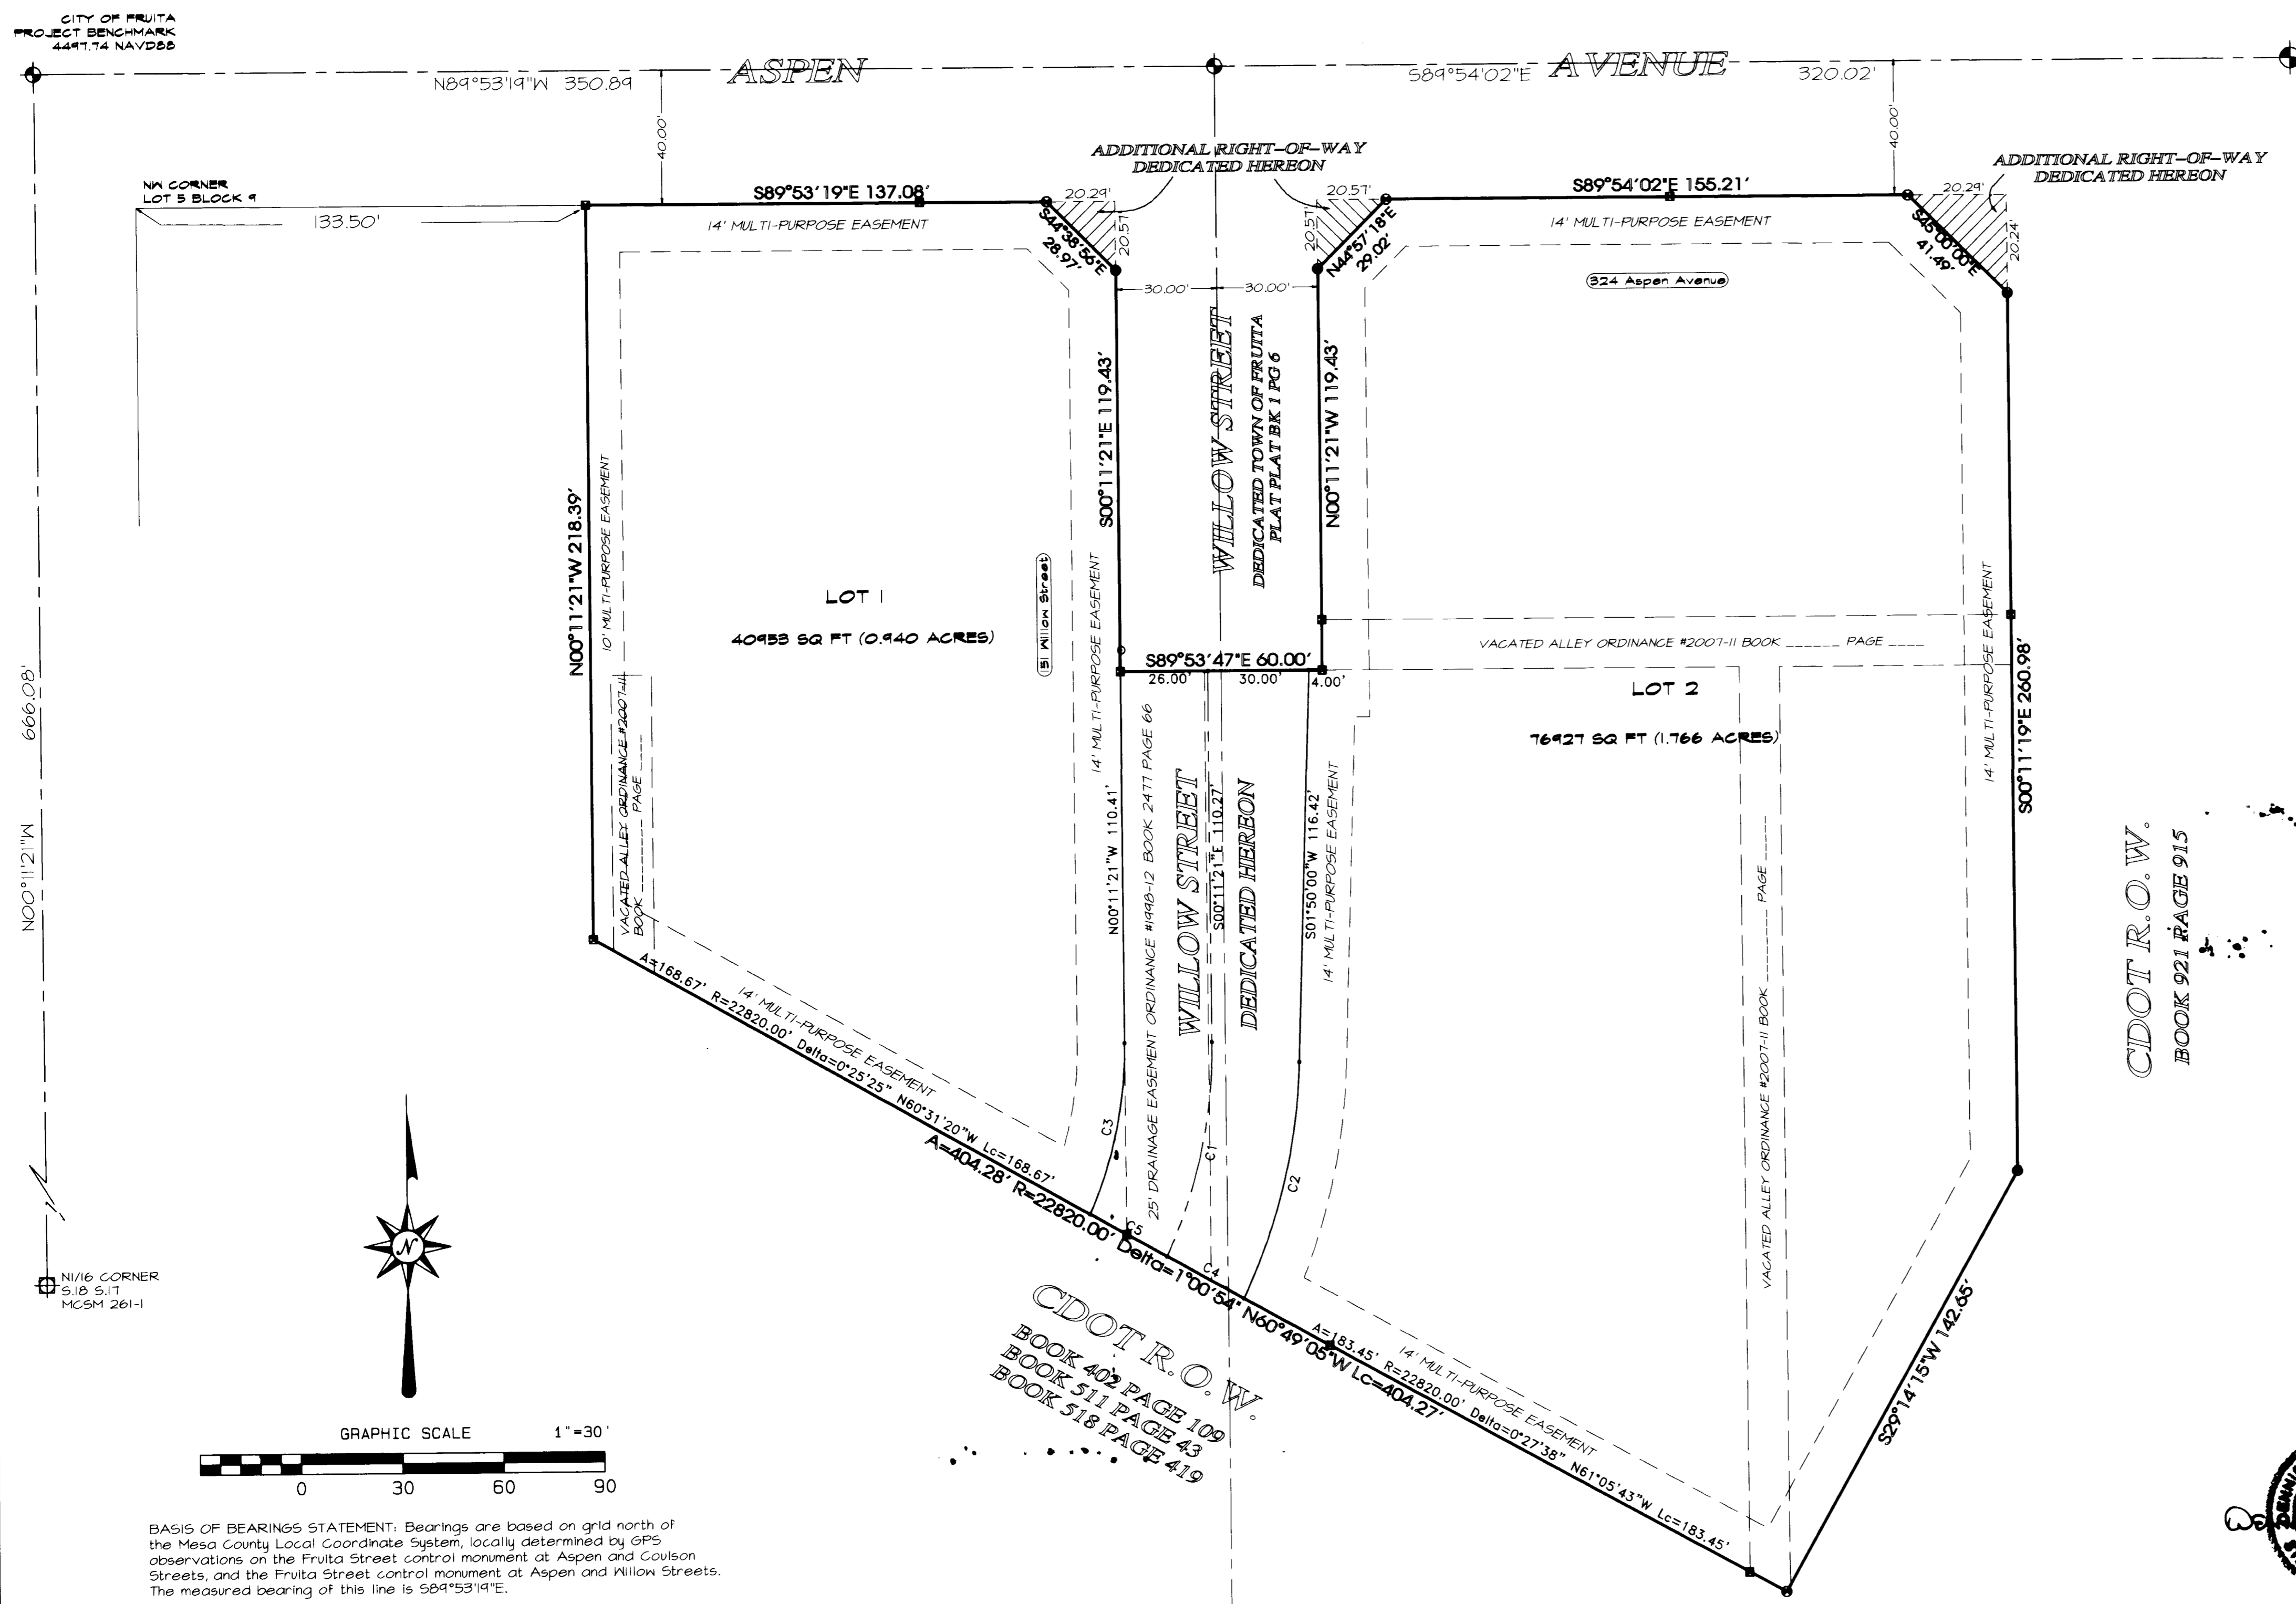 CITY OF FRUITA
PROJECT BENCHMARK
4497.74 NAVD88
N89°53'19"W 350.89
ASPEN
S89°54'02"E
AVENUE
320.02'
40.00'
40.00'
ADDITIONAL RIGHT-OF-WAY
DEDICATED HEREON
ADDITIONAL RIGHT-OF-WAY
DEDICATED HEREON
NW CORNER
LOT 5 BLOCK 9
133.50'
S89°53'19"E 137.08'
20.29'
20.57'
S89°54'02"E 155.21'
20.29'
14' MULTI-PURPOSE EASEMENT
S44°38'56"E
28.97'
20.57'
20.57'
N44°57'18"E
29.02'
14' MULTI-PURPOSE EASEMENT
S45°00'00"E
41.49'
20.24'
324 Aspen Avenue
30.00'
30.00'
S00°11'21"E 119.43'
WILLOW STREET
DEDICATED TOWN OF FRUITA
PLAT PLAT BK 1 PG 6
N00°11'21"W 119.43'
N00°11'21"W 218.39'
10' MULTI-PURPOSE EASEMENT
LOT 1
40953 SQ FT (0.940 ACRES)
151 Willow Street
14' MULTI-PURPOSE EASEMENT
S89°53'47"E 60.00'
26.00'
30.00'
4.00'
VACATED ALLEY ORDINANCE #2007-11 BOOK ______ PAGE ____
LOT 2
76927 SQ FT (1.766 ACRES)
14' MULTI-PURPOSE EASEMENT
S00°11'19"E 260.98'
666.08'
N00°11'21"W
VACATED ALLEY ORDINANCE #2007-11
BOOK ______ PAGE ____
N00°11'21"W 110.41'
25' DRAINAGE EASEMENT ORDINANCE #1998-12 BOOK 2477 PAGE 66
WILLOW STREET
S00°11'21"E 110.27'
DEDICATED HEREON
S01°50'00"W 116.42'
14' MULTI-PURPOSE EASEMENT
VACATED ALLEY ORDINANCE #2007-11 BOOK ______ PAGE ____
CDOT R.O.W.
BOOK 921 PAGE 915
A=168.67' R=22820.00' Delta=0°25'25" N60°31'20"W Lc=168.67'
14' MULTI-PURPOSE EASEMENT
C3
C1
C2
C5
C4
A=404.28' R=22820.00' Delta=1°00'54" N60°49'05"W Lc=404.27'
A=183.45' R=22820.00' Delta=0°27'38" N61°05'43"W Lc=183.45'
14' MULTI-PURPOSE EASEMENT
S29°14'15"W 142.65'
N1/16 CORNER
S.18 S.17
MCSM 261-1
N
CDOT R.O.W.
BOOK 402 PAGE 109
BOOK 511 PAGE 43
BOOK 518 PAGE 419
GRAPHIC SCALE 1"=30'
0 30 60 90
BASIS OF BEARINGS STATEMENT: Bearings are based on grid north of
the Mesa County Local Coordinate System, locally determined by GPS
observations on the Fruita Street control monument at Aspen and Coulson
Streets, and the Fruita Street control monument at Aspen and Willow Streets.
The measured bearing of this line is S89°53'19"E.